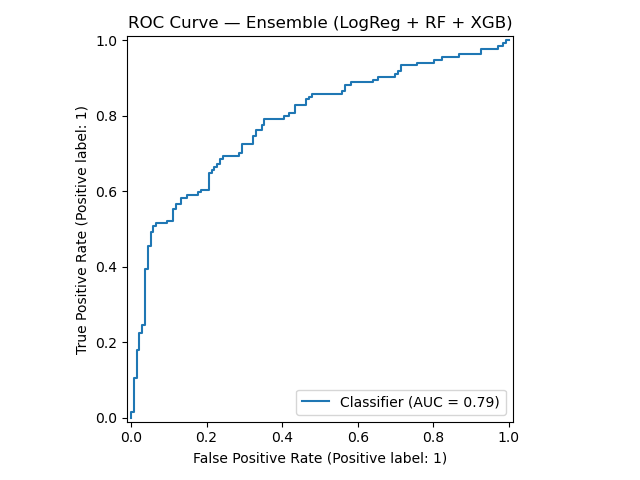 ROC Curve — Ensemble (LogReg + RF + XGB)
1.0
0.8
0.6
0.4
0.2
0.0
True Positive Rate (Positive label: 1)
Classifier (AUC = 0.79)
0.0 0.2 0.4 0.6 0.8 1.0
False Positive Rate (Positive label: 1)